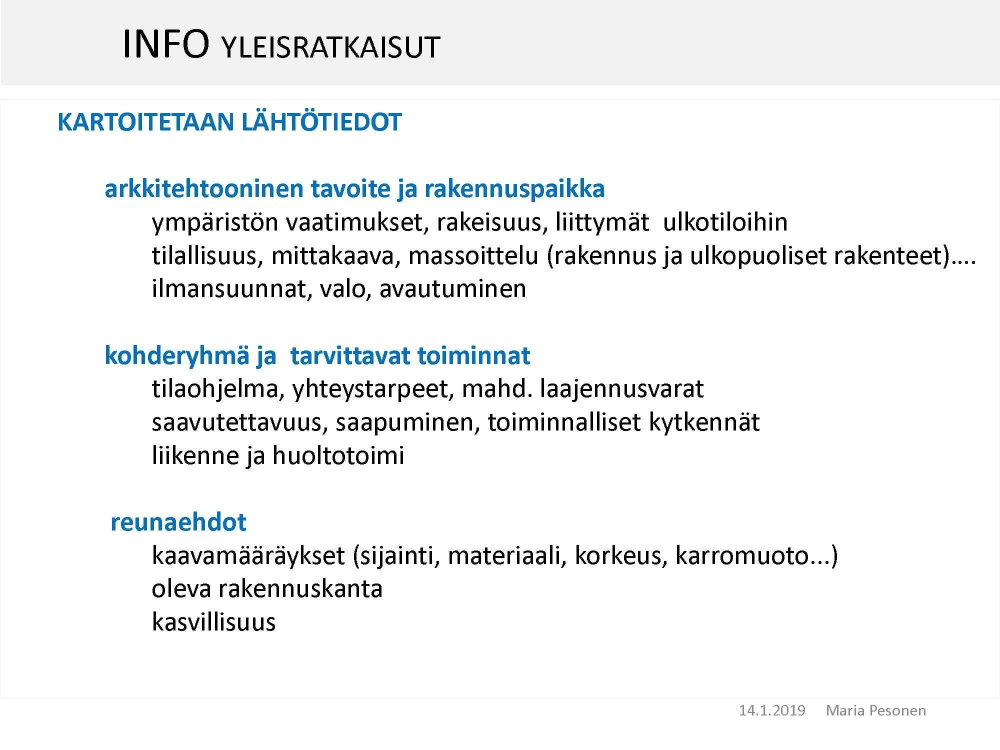 INFO YLEISRATKAISUT
KARTOITETAAN LÄHTÖTIEDOT
arkkitehtooninen tavoite ja rakennuspaikka
ympäristön vaatimukset, rakeisuus, liittymät ulkotiloihin
tilallisuus, mittakaava, massoittelu (rakennus ja ulkopuoliset rakenteet)….
ilmansuunnat, valo, avautuminen
kohderyhmä ja tarvittavat toiminnat
tilaohjelma, yhteystarpeet, mahd. laajennusvarat
saavutettavuus, saapuminen, toiminnalliset kytkennät
liikenne ja huoltotoimi
reunaehdot
kaavamääräykset (sijainti, materiaali, korkeus, karromuoto...)
oleva rakennuskanta
kasvillisuus
14.1.2019 Maria Pesonen